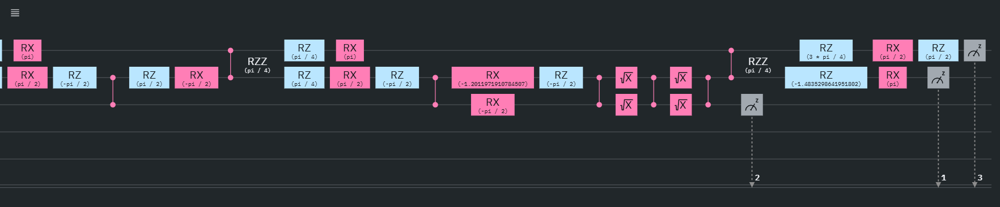 RX
(pi)
RZ
(pi / 4)
RX
(pi)
RZ
(3 * pi / 4)
RX
(pi / 2)
RZ
(pi / 2)
z
RZZ
(pi / 4)
RZZ
(pi / 4)
RX
(pi / 2)
RZ
(-pi / 2)
RZ
(pi / 2)
RX
(-pi / 2)
RZ
(pi / 4)
RX
(pi / 2)
RZ
(-pi / 2)
RX
(-1.2011971910784507)
RZ
(-pi / 2)
√X
√X
RZ
(-1.4835298641951802)
RX
(pi)
z
RX
(-pi / 2)
√X
√X
z
2
1
3